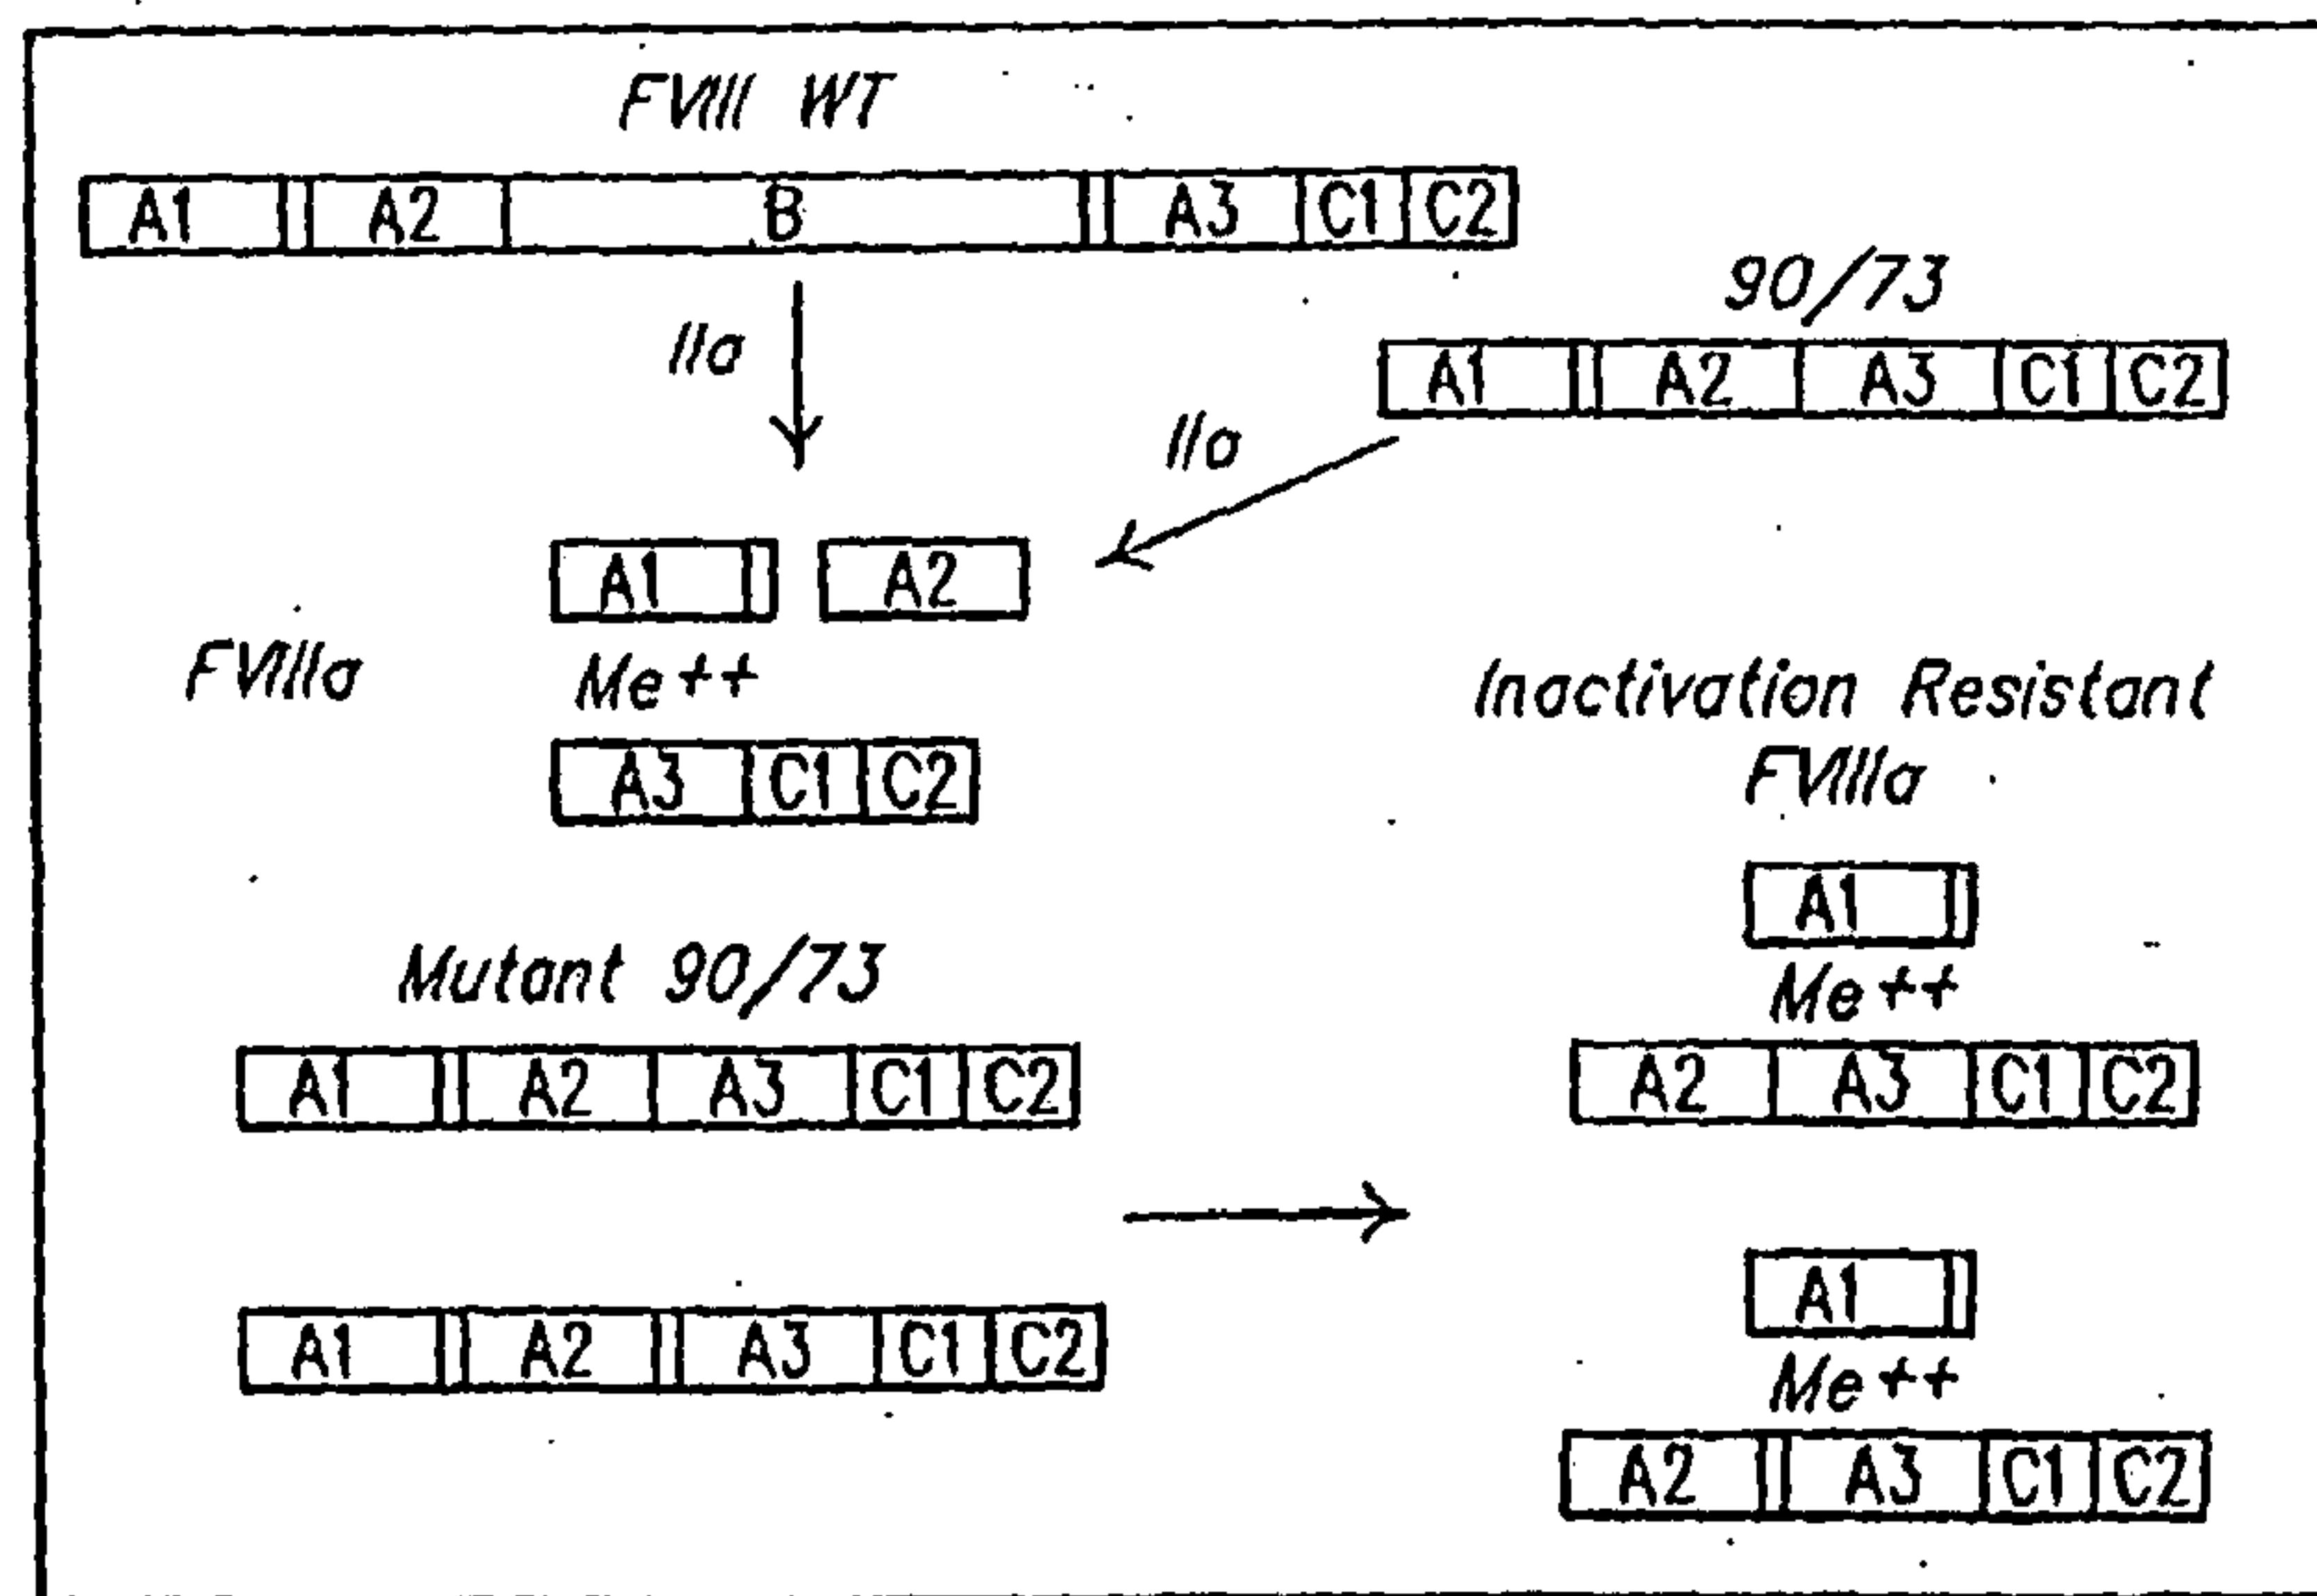 FVIII WT
A1 A2 B A3 C1 C2
90/73
IIa
A1 A2 A3 C1 C2
IIa
A1 A2
FVIIIa
Me++
Inactivation Resistant
FVIIIa
A3 C1 C2
A1
Mutant 90/73
Me++
A1 A2 A3 C1 C2
A2 A3 C1 C2
A1
A1 A2 A3 C1 C2
Me++
A2 A3 C1 C2